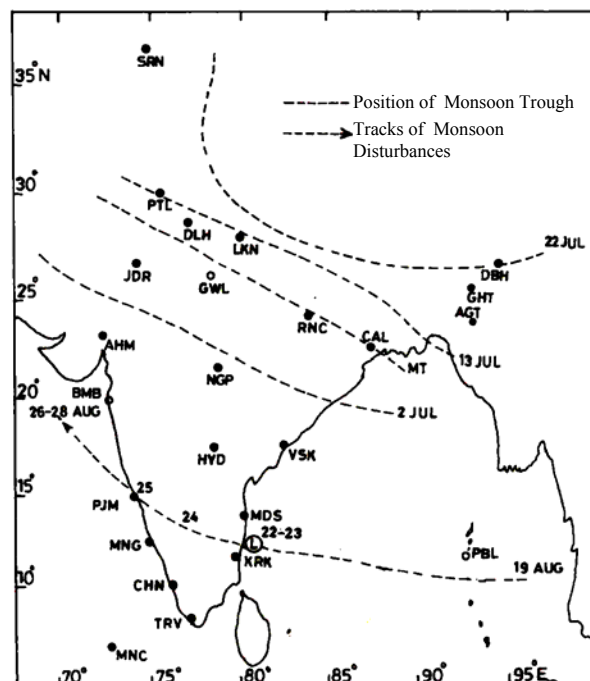 SRN
35° N
Position of Monsoon Trough
Tracks of Monsoon
Disturbances
30°
PTL
DLH
LKN
22 JUL
JDR
GWL
DBH
GHT
25°
AGT
RNC
AHM
CAL
13 JUL
MT
NGP
20°
BMB
2 JUL
26-28 AUG
HYD
VSK
15°
PJM
25
24
MDS
22-23
L
MNG
KRK
PBL
19 AUG
10°
CHN
TRV
MNC
70° 75° 80° 85° 90° 95°E